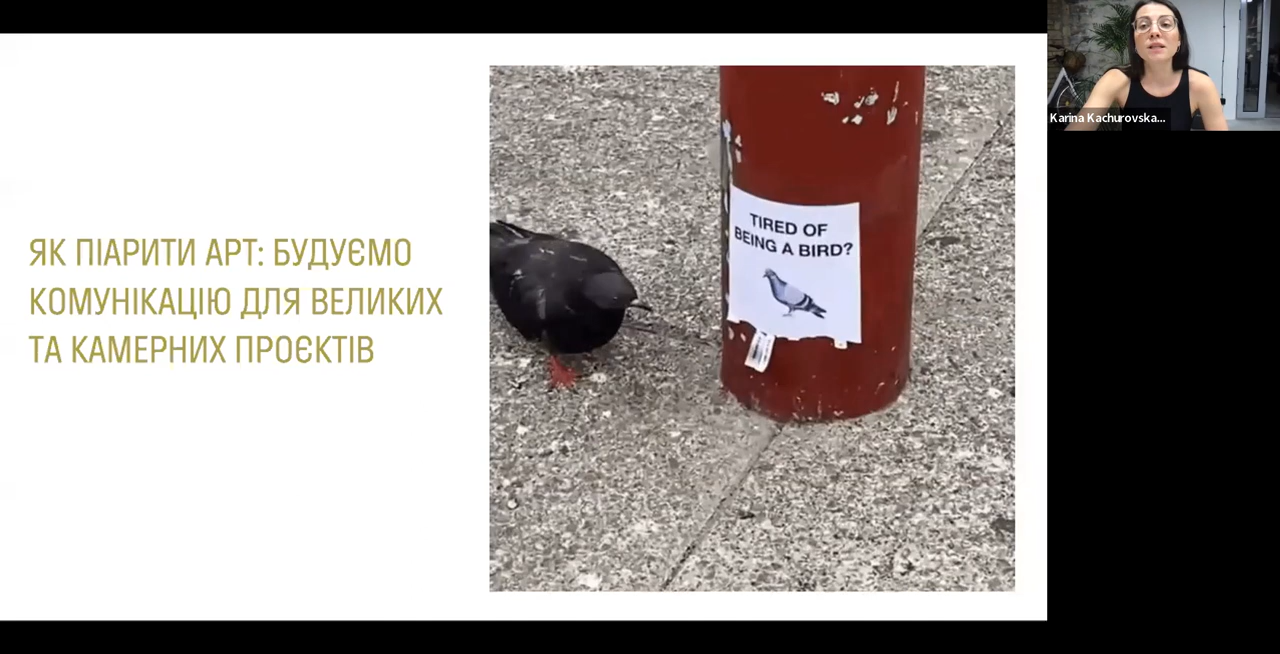 ЯК ПІАРИТИ АРТ: БУДУЄМО
КОМУНІКАЦІЮ ДЛЯ ВЕЛИКИХ
ТА КАМЕРНИХ ПРОЄКТІВ
TIRED OF
BEING A BIRD?
Karina Kachurovska...